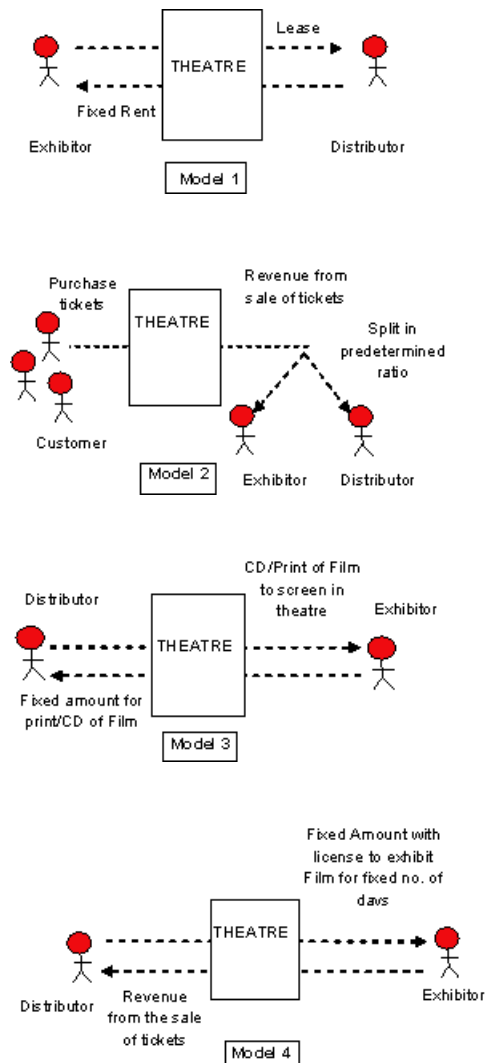 Lease
THEATRE
Fixed Rent
Exhibitor
Distributor
Model 1
Purchase
tickets
Revenue from
sale of tickets
THEATRE
Split in
predetermined
ratio
Customer
Model 2
Exhibitor
Distributor
CD/Print of Film
to screen in
theatre
Distributor
Exhibitor
THEATRE
Fixed amount for
print/CD of Film
Model 3
Fixed Amount with
license to exhibit
Film for fixed no. of
days
THEATRE
Distributor
Revenue
from the sale
of tickets
Exhibitor
Model 4